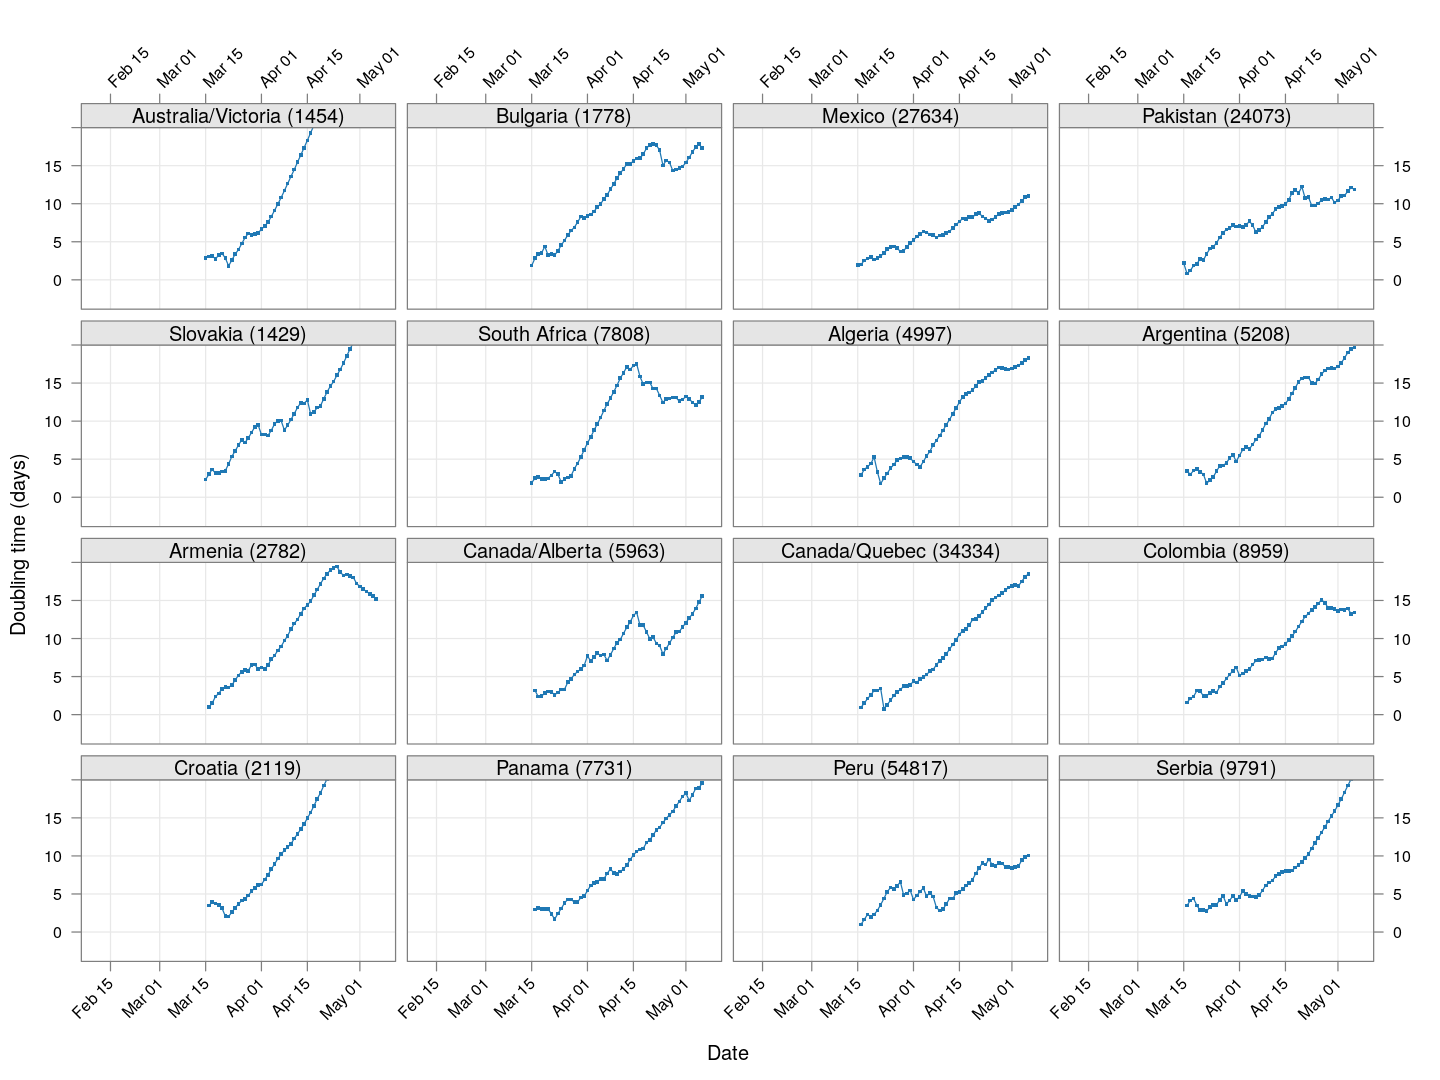 Feb 15 Mar 01 Mar 15 Apr 01 Apr 15 May 01 Feb 15 Mar 01 Mar 15 Apr 01 Apr 15 May 01 Feb 15 Mar 01 Mar 15 Apr 01 Apr 15 May 01 Feb 15 Mar 01 Mar 15 Apr 01 Apr 15 May 01
Australia/Victoria (1454) Bulgaria (1778) Mexico (27634) Pakistan (24073)
15 15
10 10
5 5
0 0
Slovakia (1429) South Africa (7808) Algeria (4997) Argentina (5208)
15 15
10 10
5 5
0 0
Doubling time (days)
Armenia (2782) Canada/Alberta (5963) Canada/Quebec (34334) Colombia (8959)
15 15
10 10
5 5
0 0
Croatia (2119) Panama (7731) Peru (54817) Serbia (9791)
15 15
10 10
5 5
0 0
Feb 15 Mar 01 Mar 15 Apr 01 Apr 15 May 01 Feb 15 Mar 01 Mar 15 Apr 01 Apr 15 May 01 Feb 15 Mar 01 Mar 15 Apr 01 Apr 15 May 01 Feb 15 Mar 01 Mar 15 Apr 01 Apr 15 May 01
Date